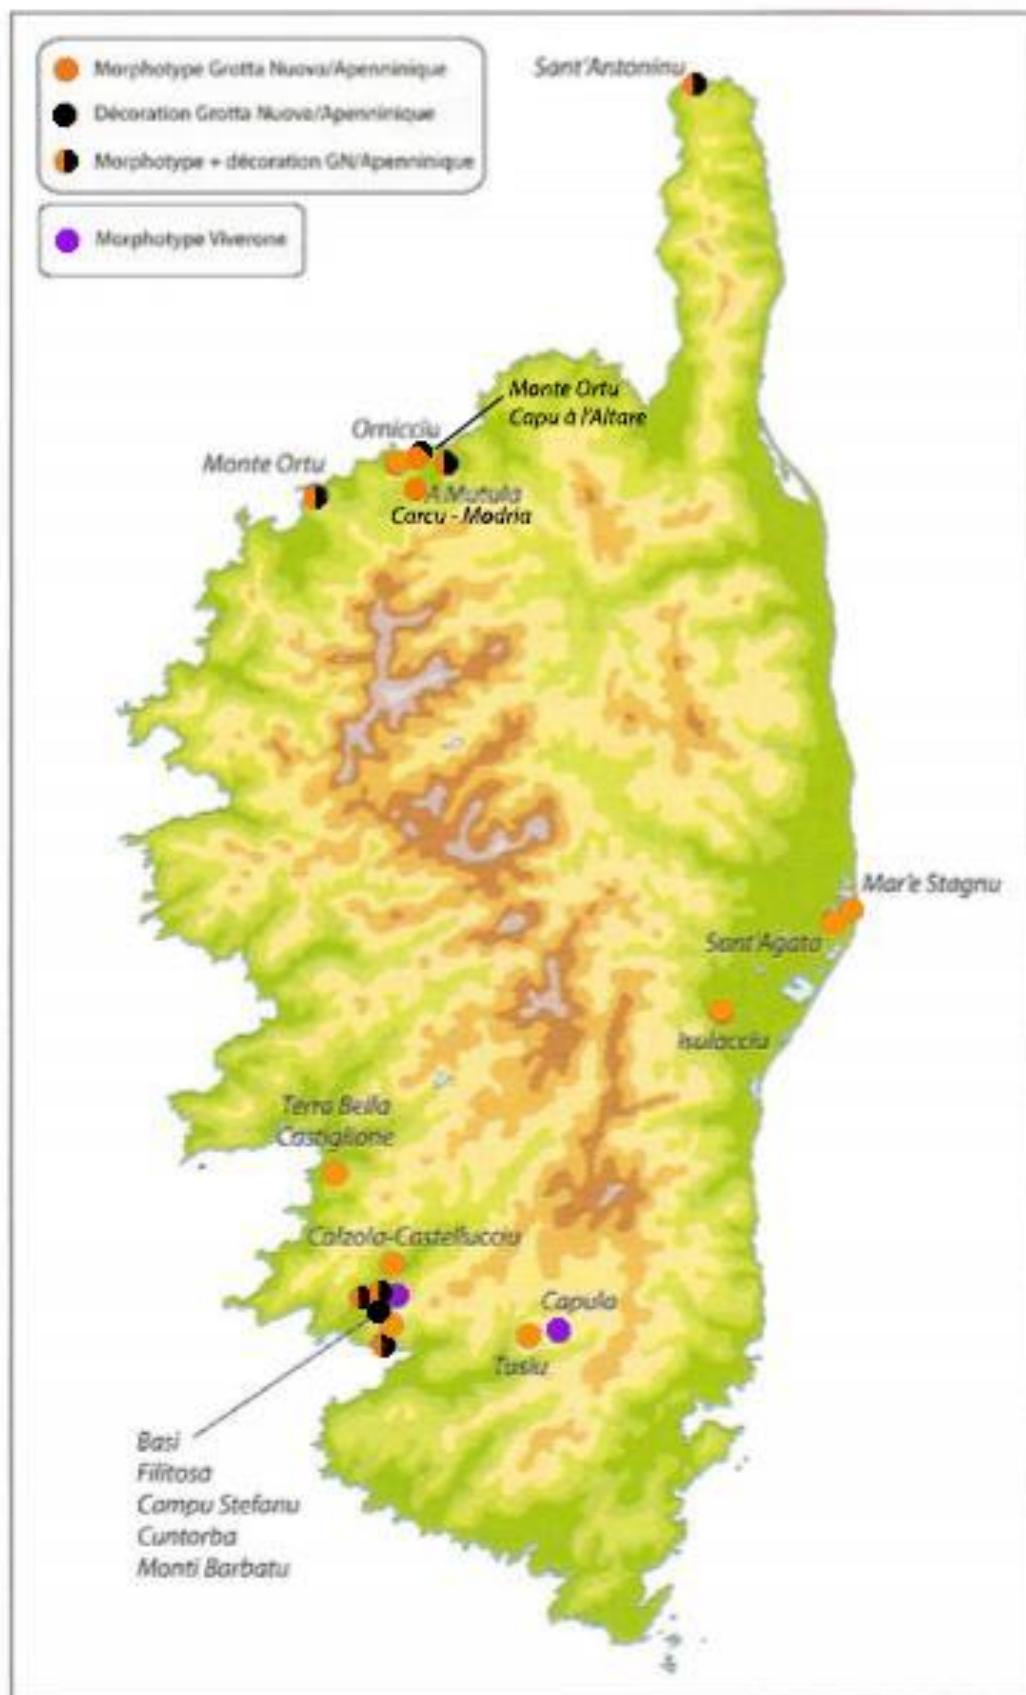 Morphotype Grotta Nuova/Apenninique
Décoration Grotta Nuova/Apenninique
Morphotype + décoration GN/Apenninique
Morphotype Viverone
Sant'Antoninu
Monte Ortu
Capu à l'Altare
Ornicciu
Monte Ortu
A Mutula
Carcu - Modria
Mar'e Stagnu
Sant'Agata
Isulacciu
Terra Bella
Castiglione
Calzola-Castellucciu
Capula
Tusiu
Basi
Filitosa
Campu Stefanu
Cuntorba
Monti Barbatu